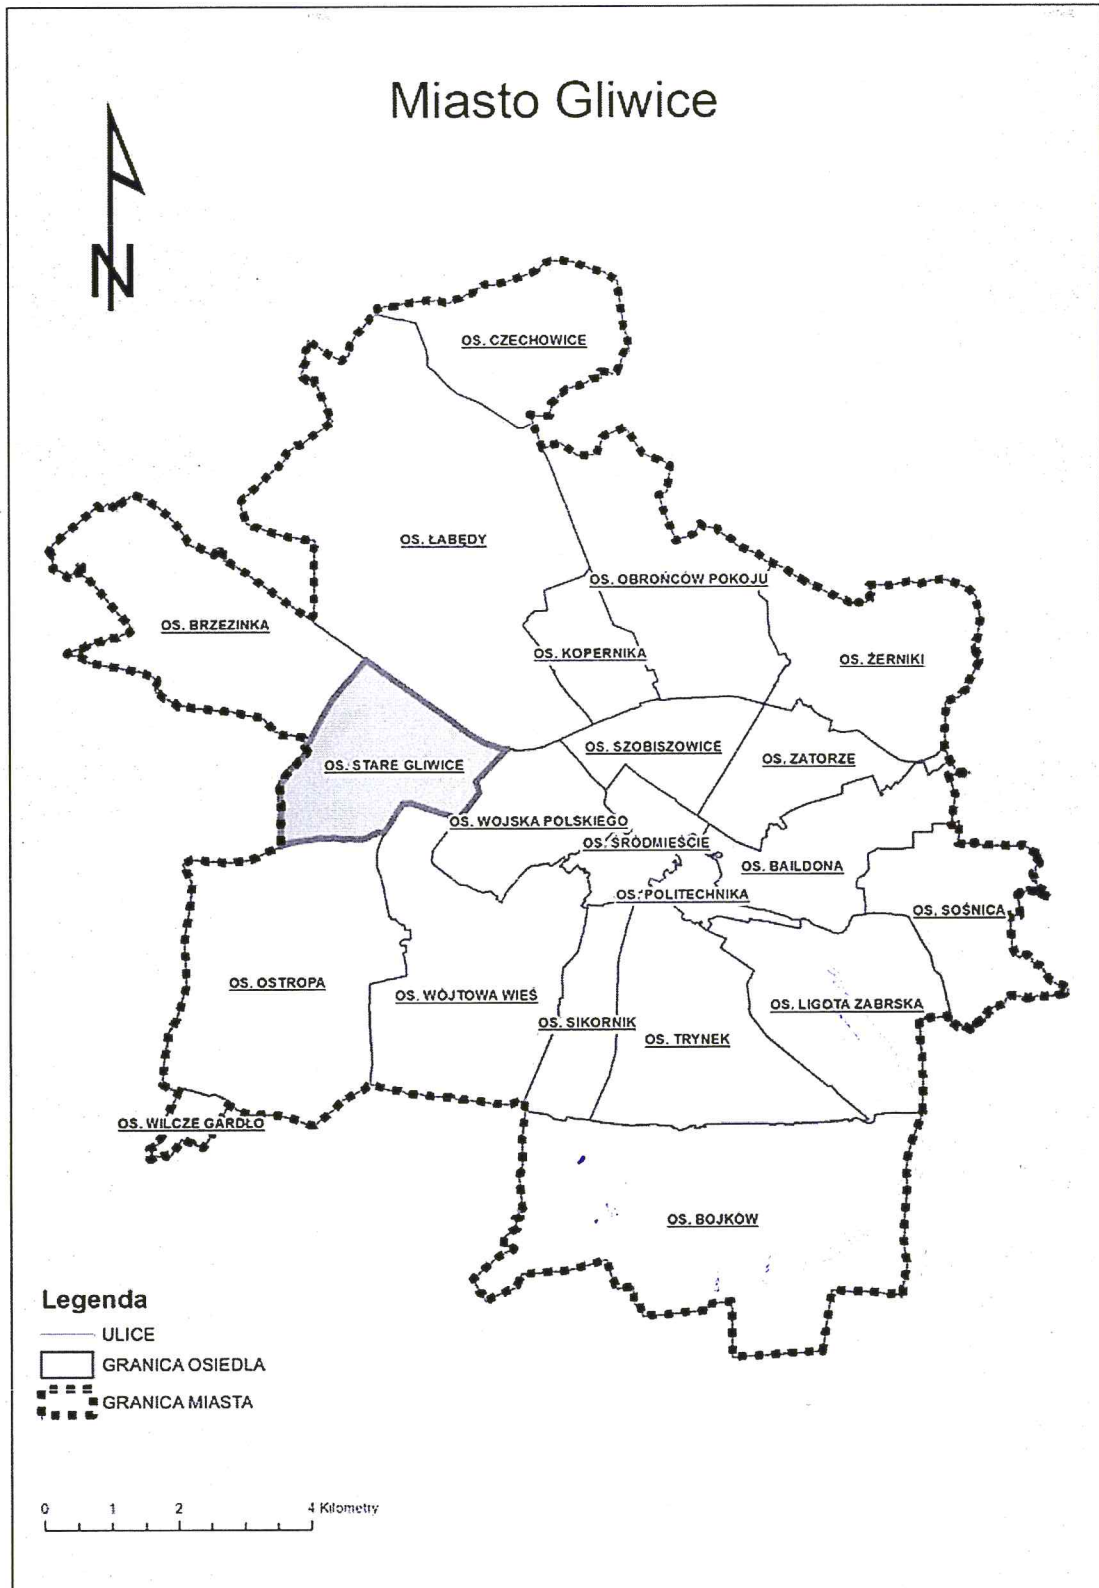 Miasto Gliwice
N
OS. CZECHOWICE
OS. ŁABĘDY
OS. OBROŃCÓW POKOJU
OS. BRZEZINKA
OS. KOPERNIKA
OS. ŻERNIKI
OS. SZOBISZOWICE
OS. STARE GLIWICE
OS. ZATORZE
OS. WOJSKA POLSKIEGO
OS. ŚRÓDMIEŚCIE
OS. BAILDONA
OS. POLITECHNIKA
OS. SOŚNICA
OS. OSTROPA
OS. WÓJTOWA WIEŚ
OS. LIGOTA ZABRSKA
OS. SIKORNIK
OS. TRYNEK
OS. WILCZE GARDŁO
OS. BOJKÓW
Legenda
ULICE
GRANICA OSIEDLA
GRANICA MIASTA
0 1 2 4 Kilometry